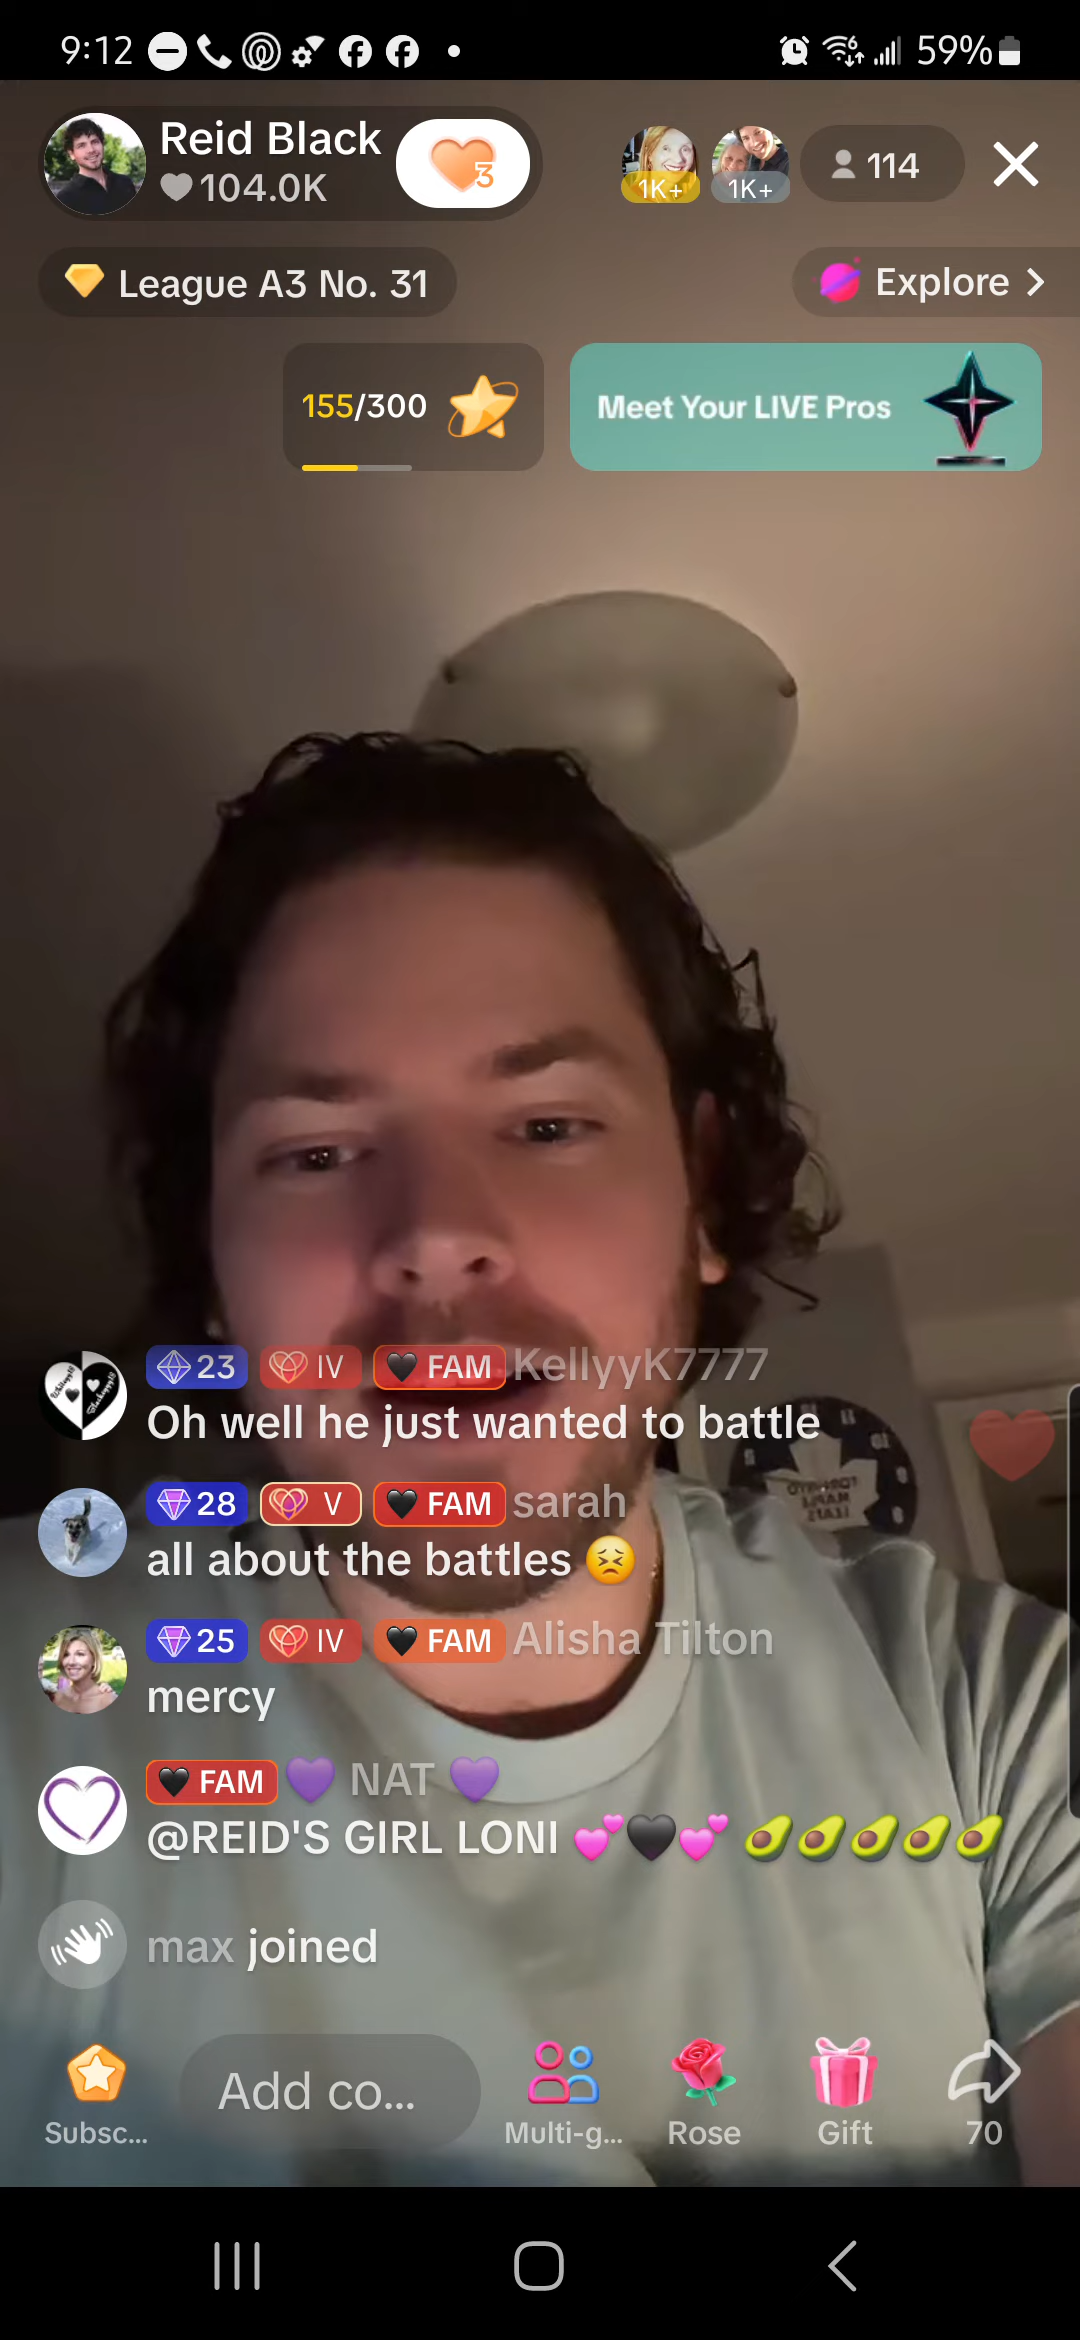 9:12
59%
Reid Black
104.0K
3
1K+
1K+
114
League A3 No. 31
Explore
155/300
Meet Your LIVE Pros
23 IV FAM KellyyK7777
Oh well he just wanted to battle
28 V FAM sarah
all about the battles 😣
25 IV FAM Alisha Tilton
mercy
🖤 FAM 💜 NAT 💜
@REID'S GIRL LONI 💕🖤💕 🥑🥑🥑🥑🥑
max joined
Subsc...
Add co...
Multi-g...
Rose
Gift
70